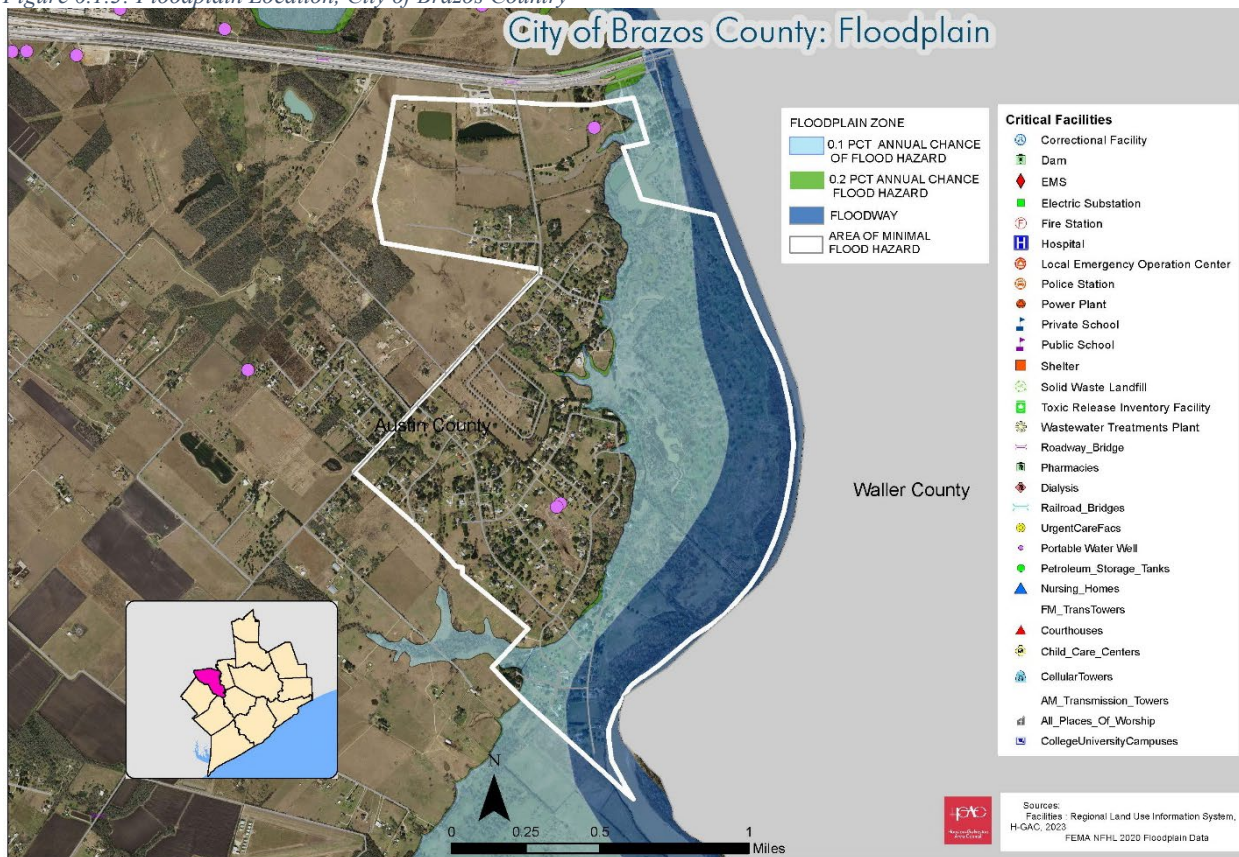 Figure 6.1.3: Floodplain Location, City of Brazos Country
City of Brazos County: Floodplain
FLOODPLAIN ZONE
0.1 PCT ANNUAL CHANCE
OF FLOOD HAZARD
0.2 PCT ANNUAL CHANCE
FLOOD HAZARD
FLOODWAY
AREA OF MINIMAL
FLOOD HAZARD
Critical Facilities
Correctional Facility
Dam
EMS
Electric Substation
Fire Station
H Hospital
Local Emergency Operation Center
Police Station
Power Plant
Private School
Public School
Shelter
Solid Waste Landfill
Toxic Release Inventory Facility
Wastewater Treatments Plant
Roadway_Bridge
Pharmacies
Dialysis
Railroad_Bridges
UrgentCareFacs
Portable Water Well
Petroleum_Storage_Tanks
Nursing_Homes
FM_TransTowers
Courthouses
Child_Care_Centers
CellularTowers
AM_Transmission_Towers
All_Places_Of_Worship
CollegeUniversityCampuses
Austin County
Waller County
N
0 0.25 0.5 1
Miles
Sources:
Facilities : Regional Land Use Information System,
H-GAC, 2023
FEMA NFHL 2020 Floodplain Data